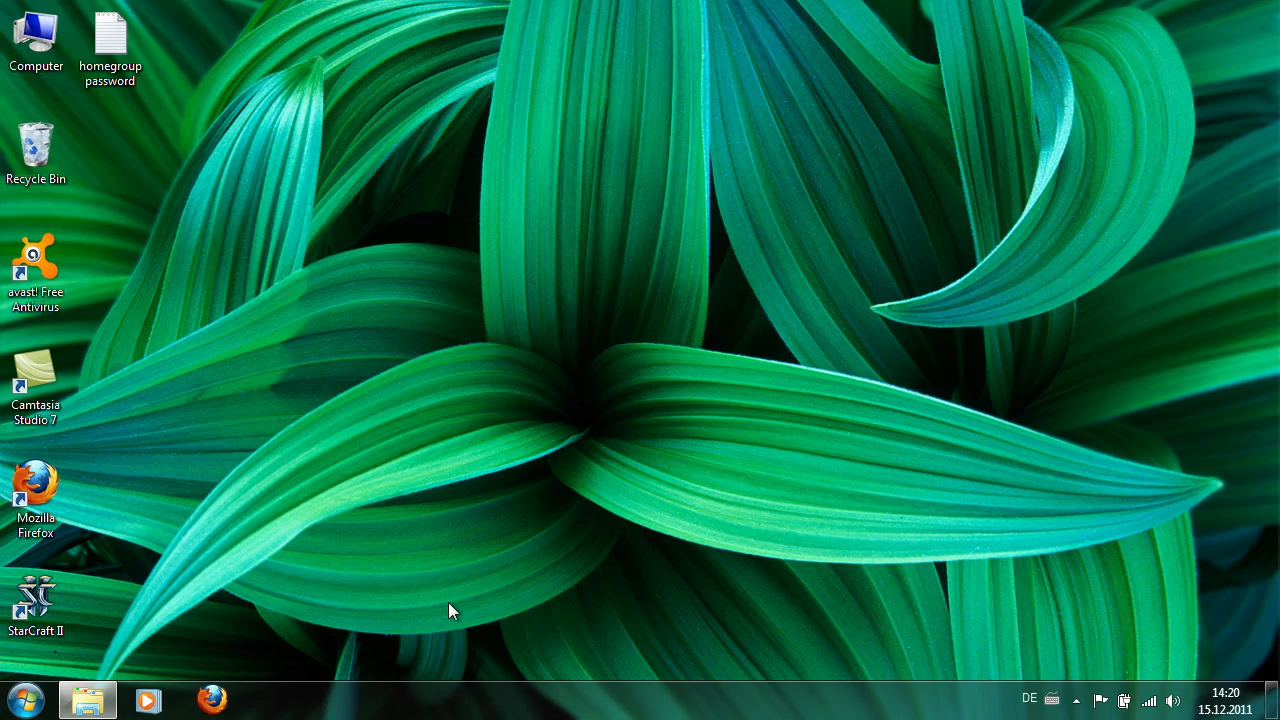 Computer
homegroup
password
Recycle Bin
avast! Free
Antivirus
Camtasia
Studio 7
Mozilla
Firefox
StarCraft II
DE
14:20
15.12.2011